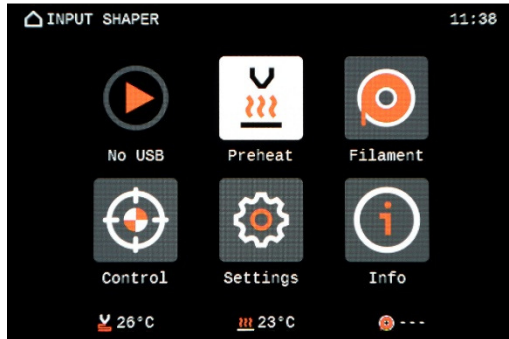 INPUT SHAPER 11:38
No USB Preheat Filament
Control Settings Info
26°C 23°C ---